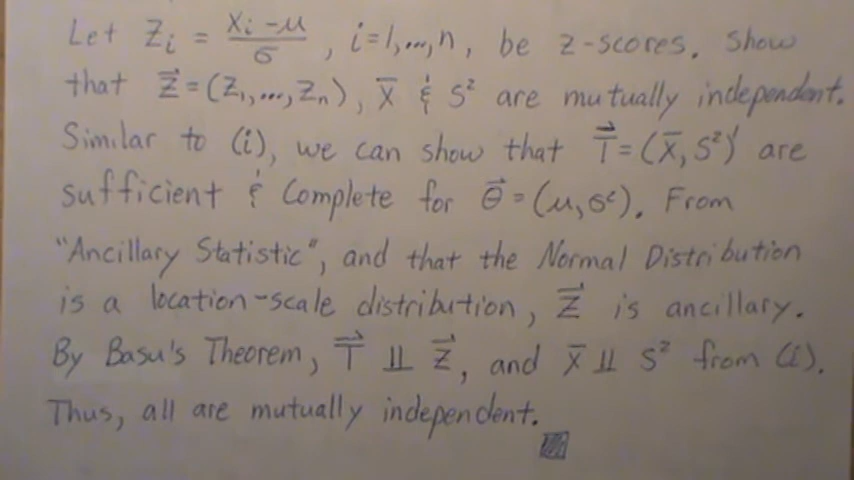 Let Zᵢ = (Xᵢ - μ)/σ , i=1,...,n, be z-scores. Show
that Z⃗ = (Z₁,...,Zₙ), X̅ & S² are mutually independent.
Similar to (i), we can show that T⃗ = (X̅, S²)' are
sufficient & Complete for θ⃗ = (μ, σ²). From
"Ancillary Statistic", and that the Normal Distribution
is a location-scale distribution, Z⃗ is ancillary.
By Basu's Theorem, T⃗ ⫫ Z⃗, and X̅ ⫫ S² from (i).
Thus, all are mutually independent.